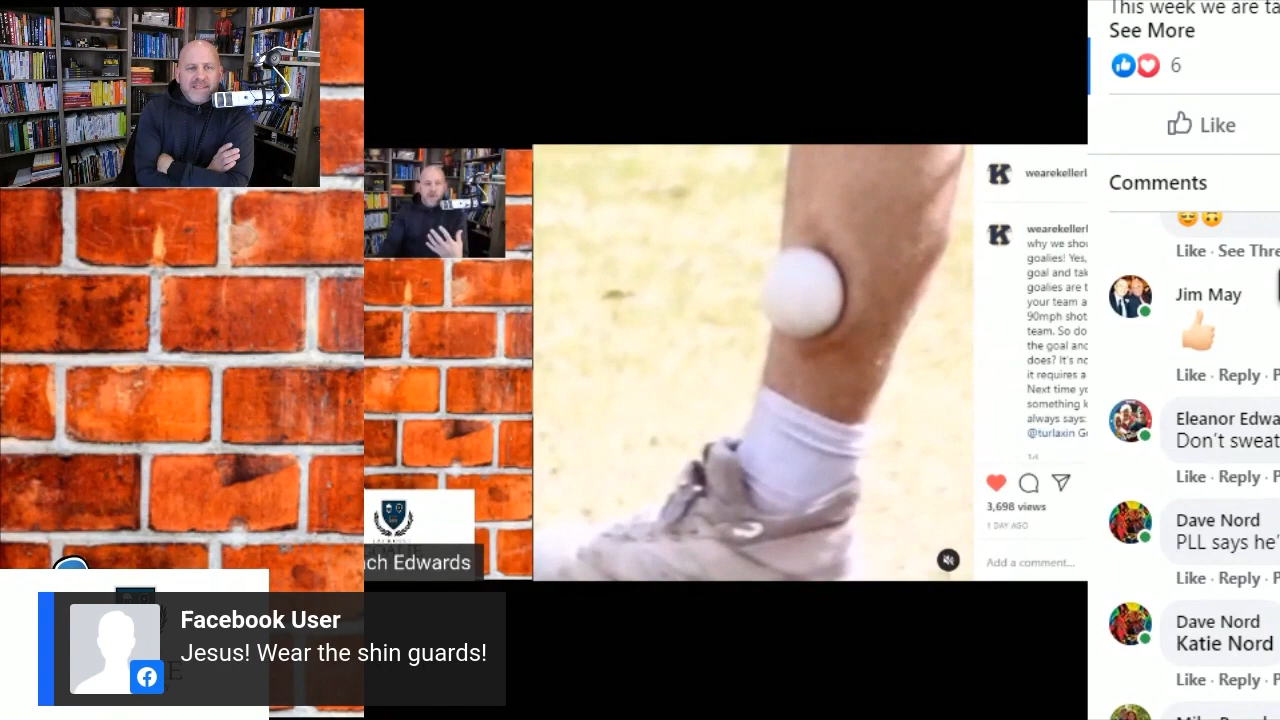 This week we are ta
See More
6
Like
Comments
Like · See Thre
Jim May
Like · Reply · P
Eleanor Edwa
Don't sweat
Like · Reply · P
Dave Nord
PLL says he'
Like · Reply · P
Dave Nord
Katie Nord
Like · Reply · P
K wearekellerl
K wearekellerl
why we shou
goalies! Yes,
goal and tak
goalies are t
your team a
90mph shot
team. So do
the goal and
does? It's no
it requires a
Next time yo
something k
always says:
@turlaxin Go
1d
3,698 views
1 DAY AGO
Add a comment...
ch Edwards
Facebook User
Jesus! Wear the shin guards!